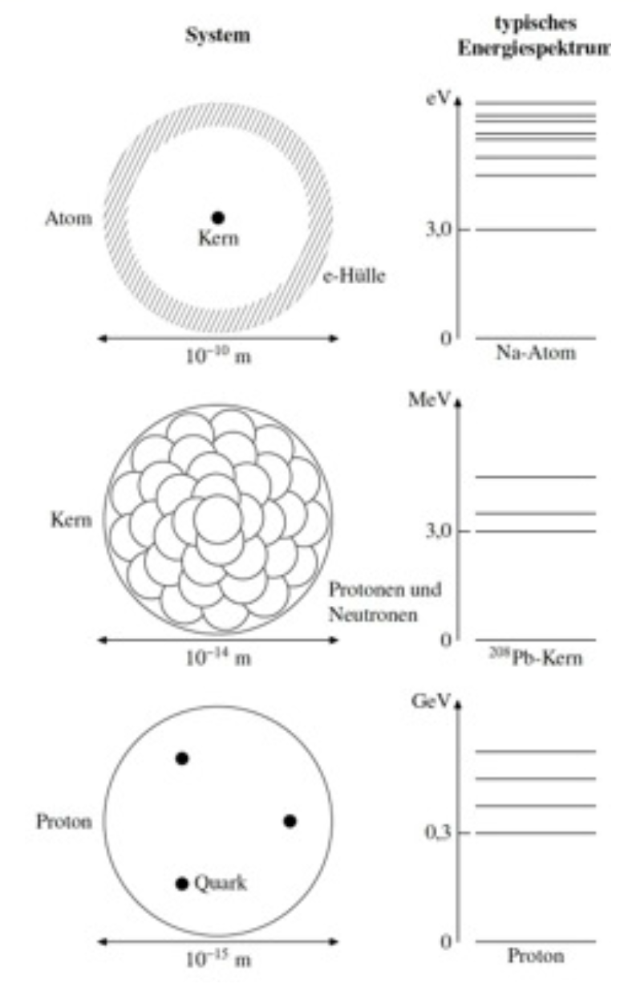 System
typisches
Energiespektrum
eV
Atom
Kern
3,0
e-Hülle
0
10⁻¹⁰ m
Na-Atom
MeV
Kern
3,0
Protonen und
Neutronen
0
10⁻¹⁴ m
²⁰⁸Pb-Kern
GeV
Proton
0,3
Quark
0
10⁻¹⁵ m
Proton